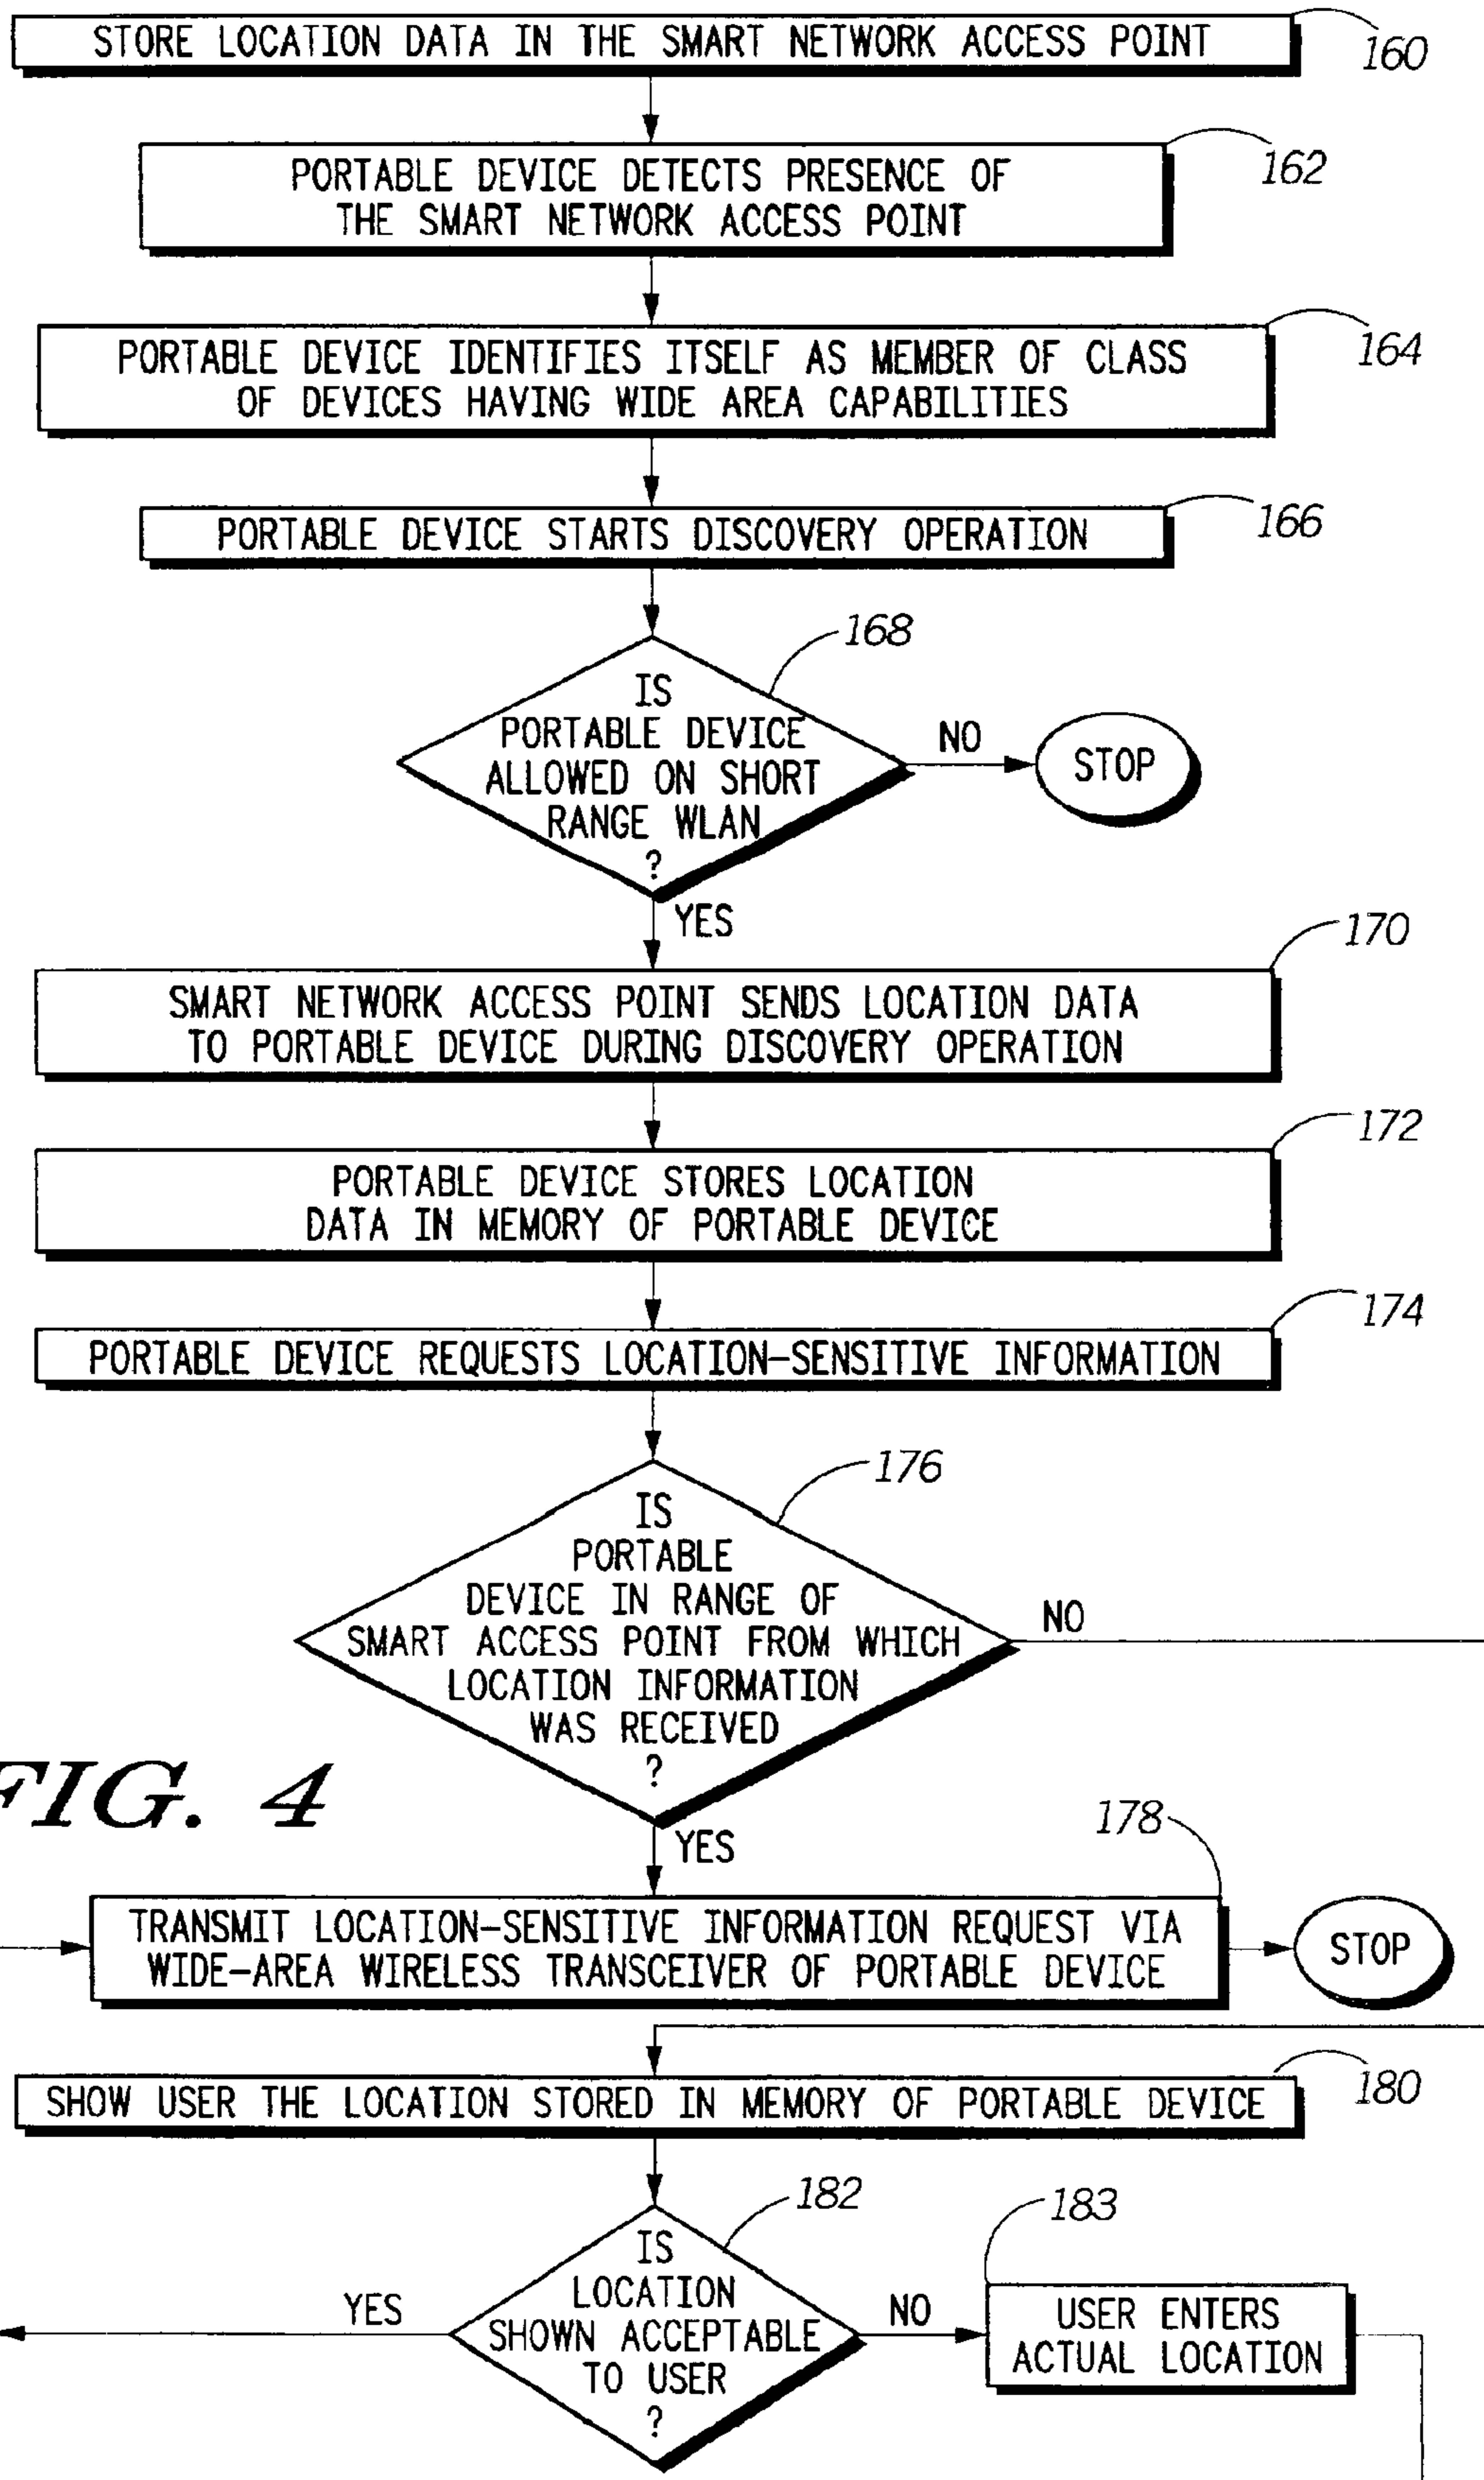 STORE LOCATION DATA IN THE SMART NETWORK ACCESS POINT
160
PORTABLE DEVICE DETECTS PRESENCE OF
THE SMART NETWORK ACCESS POINT
162
PORTABLE DEVICE IDENTIFIES ITSELF AS MEMBER OF CLASS
OF DEVICES HAVING WIDE AREA CAPABILITIES
164
PORTABLE DEVICE STARTS DISCOVERY OPERATION
166
168
IS
PORTABLE DEVICE
ALLOWED ON SHORT
RANGE WLAN
?
NO
STOP
YES
170
SMART NETWORK ACCESS POINT SENDS LOCATION DATA
TO PORTABLE DEVICE DURING DISCOVERY OPERATION
172
PORTABLE DEVICE STORES LOCATION
DATA IN MEMORY OF PORTABLE DEVICE
174
PORTABLE DEVICE REQUESTS LOCATION-SENSITIVE INFORMATION
176
IS
PORTABLE
DEVICE IN RANGE OF
SMART ACCESS POINT FROM WHICH
LOCATION INFORMATION
WAS RECEIVED
?
NO
FIG. 4
YES
178
TRANSMIT LOCATION-SENSITIVE INFORMATION REQUEST VIA
WIDE-AREA WIRELESS TRANSCEIVER OF PORTABLE DEVICE
STOP
SHOW USER THE LOCATION STORED IN MEMORY OF PORTABLE DEVICE
180
182
IS
LOCATION
SHOWN ACCEPTABLE
TO USER
?
YES
NO
183
USER ENTERS
ACTUAL LOCATION